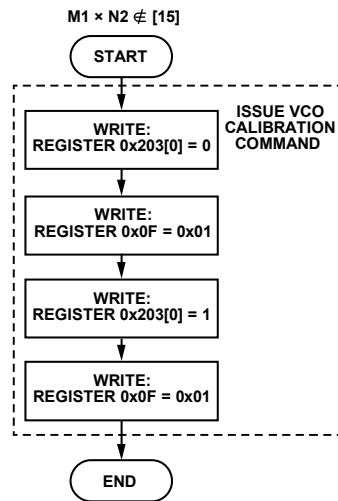 M1 × N2 ∉ [15]
START
ISSUE VCO
CALIBRATION
COMMAND
WRITE:
REGISTER 0x203[0] = 0
WRITE:
REGISTER 0x0F = 0x01
WRITE:
REGISTER 0x203[0] = 1
WRITE:
REGISTER 0x0F = 0x01
END